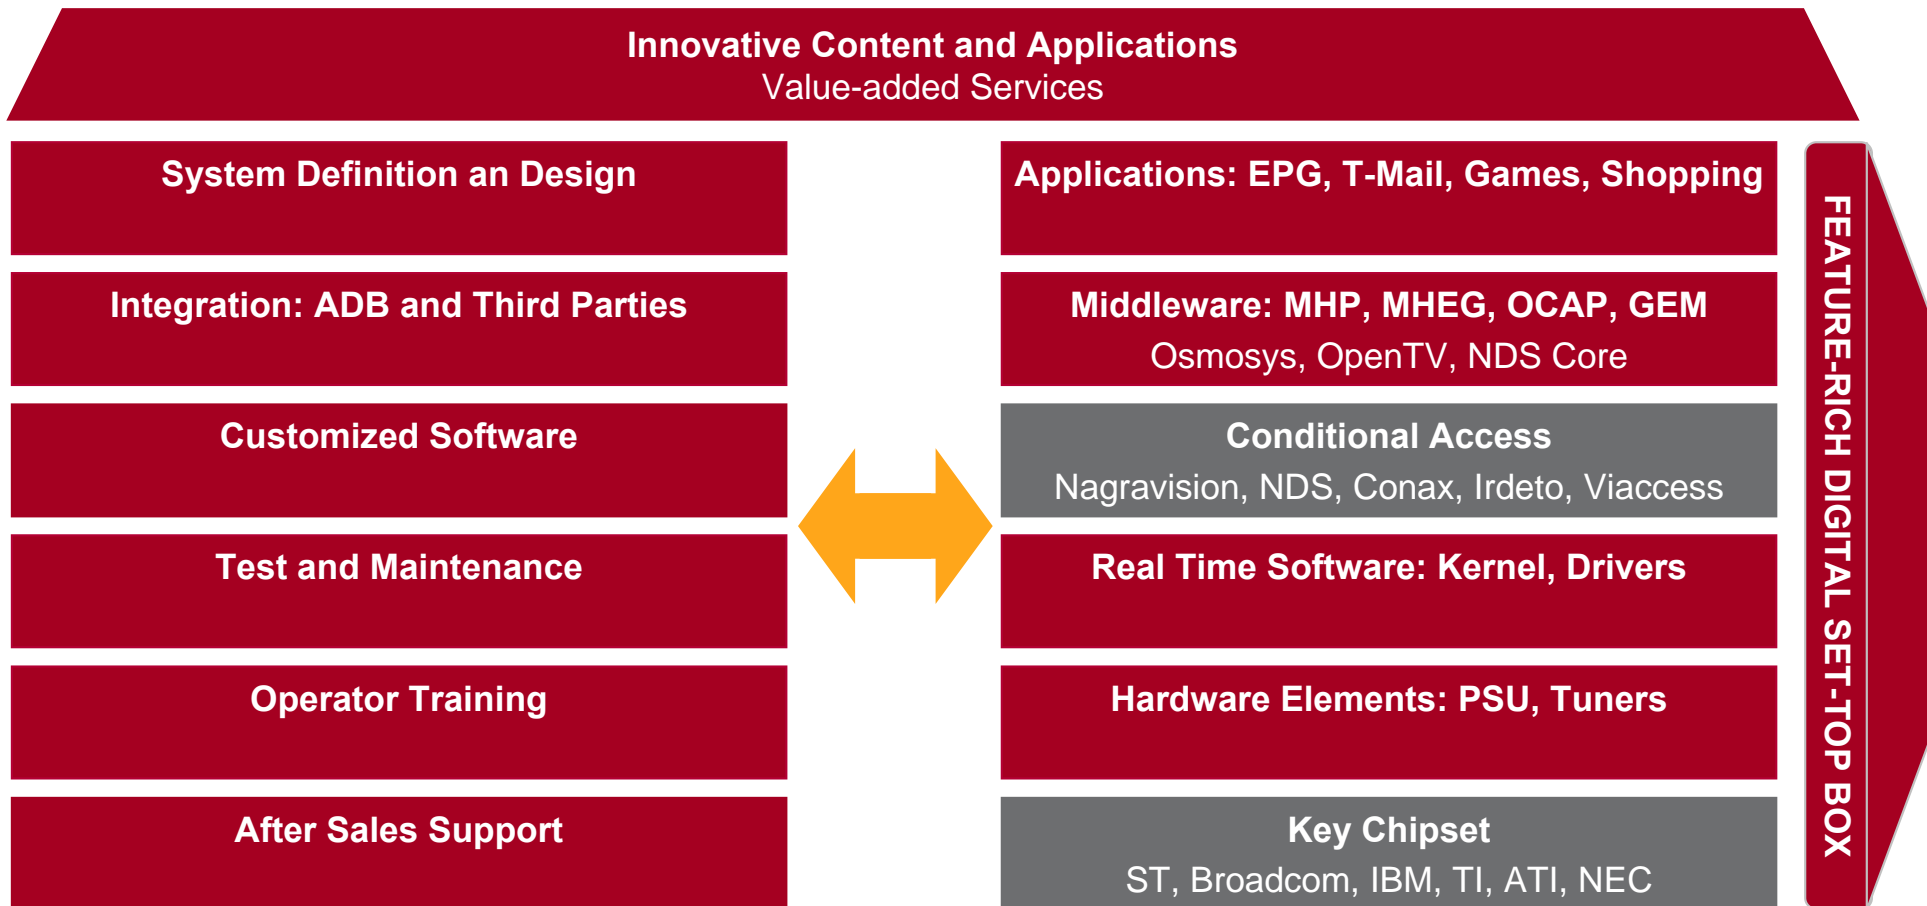 Innovative Content and Applications
Value-added Services
System Definition an Design
Integration: ADB and Third Parties
Customized Software
Test and Maintenance
Operator Training
After Sales Support
Applications: EPG, T-Mail, Games, Shopping
Middleware: MHP, MHEG, OCAP, GEM
Osmosys, OpenTV, NDS Core
Conditional Access
Nagravision, NDS, Conax, Irdeto, Viaccess
Real Time Software: Kernel, Drivers
Hardware Elements: PSU, Tuners
Key Chipset
ST, Broadcom, IBM, TI, ATI, NEC
FEATURE-RICH DIGITAL SET-TOP BOX